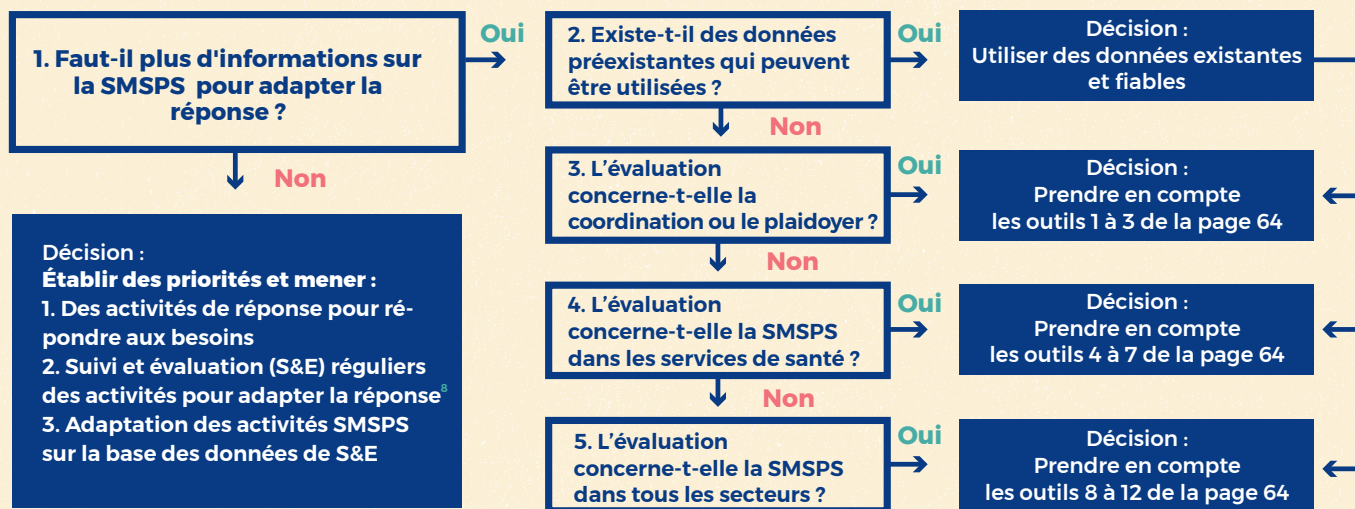 1. Faut-il plus d'informations sur
la SMSPS pour adapter la
réponse ?
Oui
Non
Décision :
Établir des priorités et mener :
1. Des activités de réponse pour ré-
pondre aux besoins
2. Suivi et évaluation (S&E) réguliers
des activités pour adapter la réponse⁸
3. Adaptation des activités SMSPS
sur la base des données de S&E
2. Existe-t-il des données
préexistantes qui peuvent
être utilisées ?
Oui
Décision :
Utiliser des données existantes
et fiables
Non
3. L'évaluation
concerne-t-elle la
coordination ou le plaidoyer ?
Oui
Décision :
Prendre en compte
les outils 1 à 3 de la page 64
Non
4. L'évaluation
concerne-t-elle la SMSPS
dans les services de santé ?
Oui
Décision :
Prendre en compte
les outils 4 à 7 de la page 64
Non
5. L'évaluation
concerne-t-elle la SMSPS
dans tous les secteurs ?
Oui
Décision :
Prendre en compte
les outils 8 à 12 de la page 64